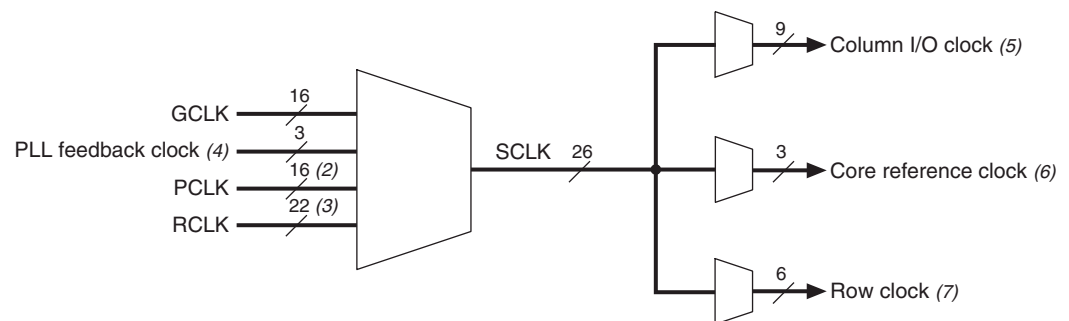 9
Column I/O clock (5)
16
GCLK
3
PLL feedback clock (4)
SCLK 26
3
Core reference clock (6)
16 (2)
PCLK
22 (3)
RCLK
6
Row clock (7)